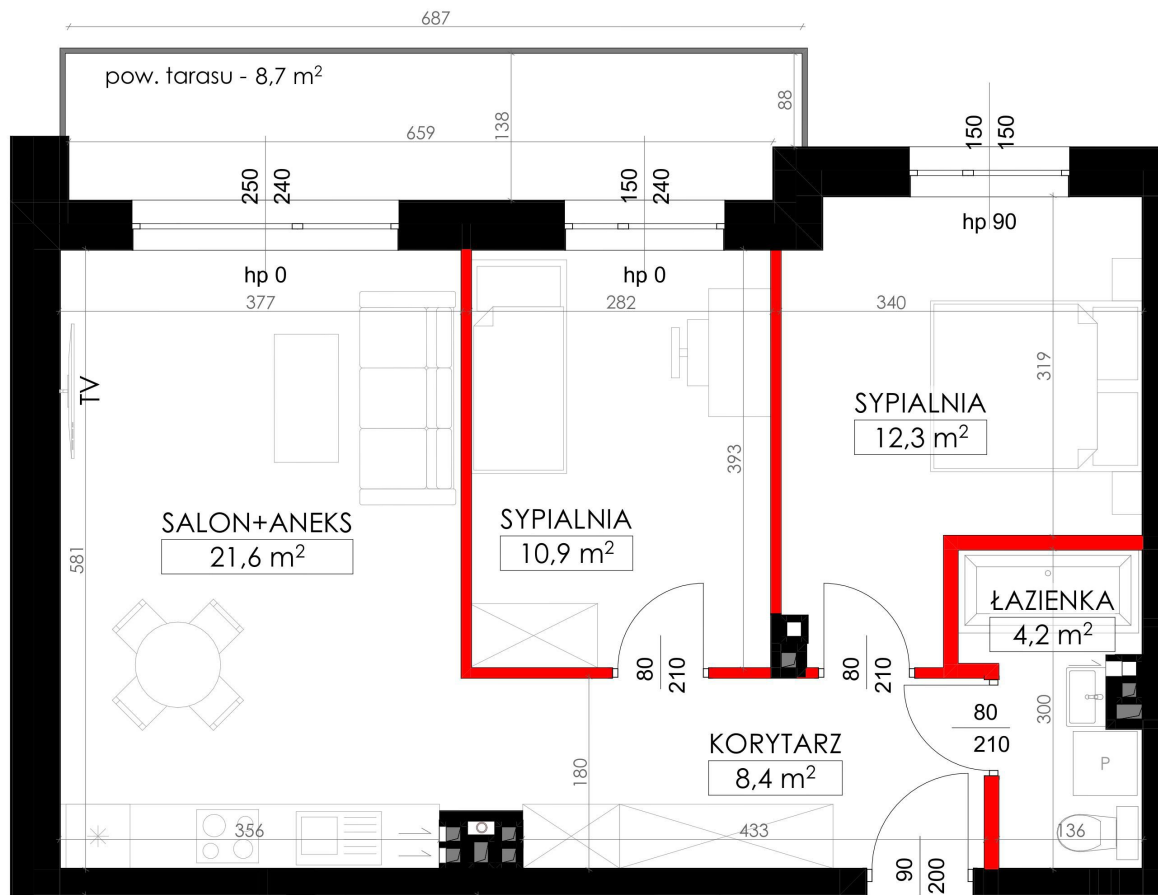 687
pow. tarasu - 8,7 m²
88
138
659
150
150
250
240
150
240
hp 90
hp 0
hp 0
377
282
340
319
TV
SYPIALNIA
12,3 m²
393
SALON+ANEKS
21,6 m²
SYPIALNIA
10,9 m²
581
ŁAZIENKA
4,2 m²
80
210
80
210
80
210
300
KORYTARZ
8,4 m²
180
P
356
433
136
90
200